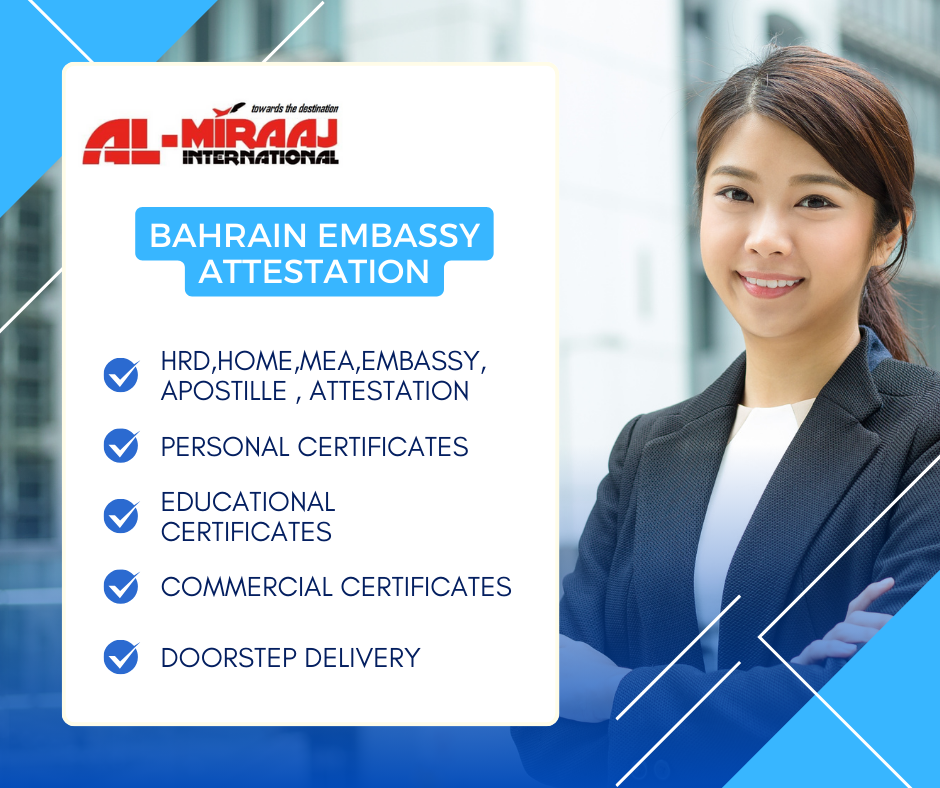 towards the destination
AL-MIRAAJ
INTERNATIONAL
BAHRAIN EMBASSY
ATTESTATION
HRD,HOME,MEA,EMBASSY,
APOSTILLE , ATTESTATION
PERSONAL CERTIFICATES
EDUCATIONAL
CERTIFICATES
COMMERCIAL CERTIFICATES
DOORSTEP DELIVERY